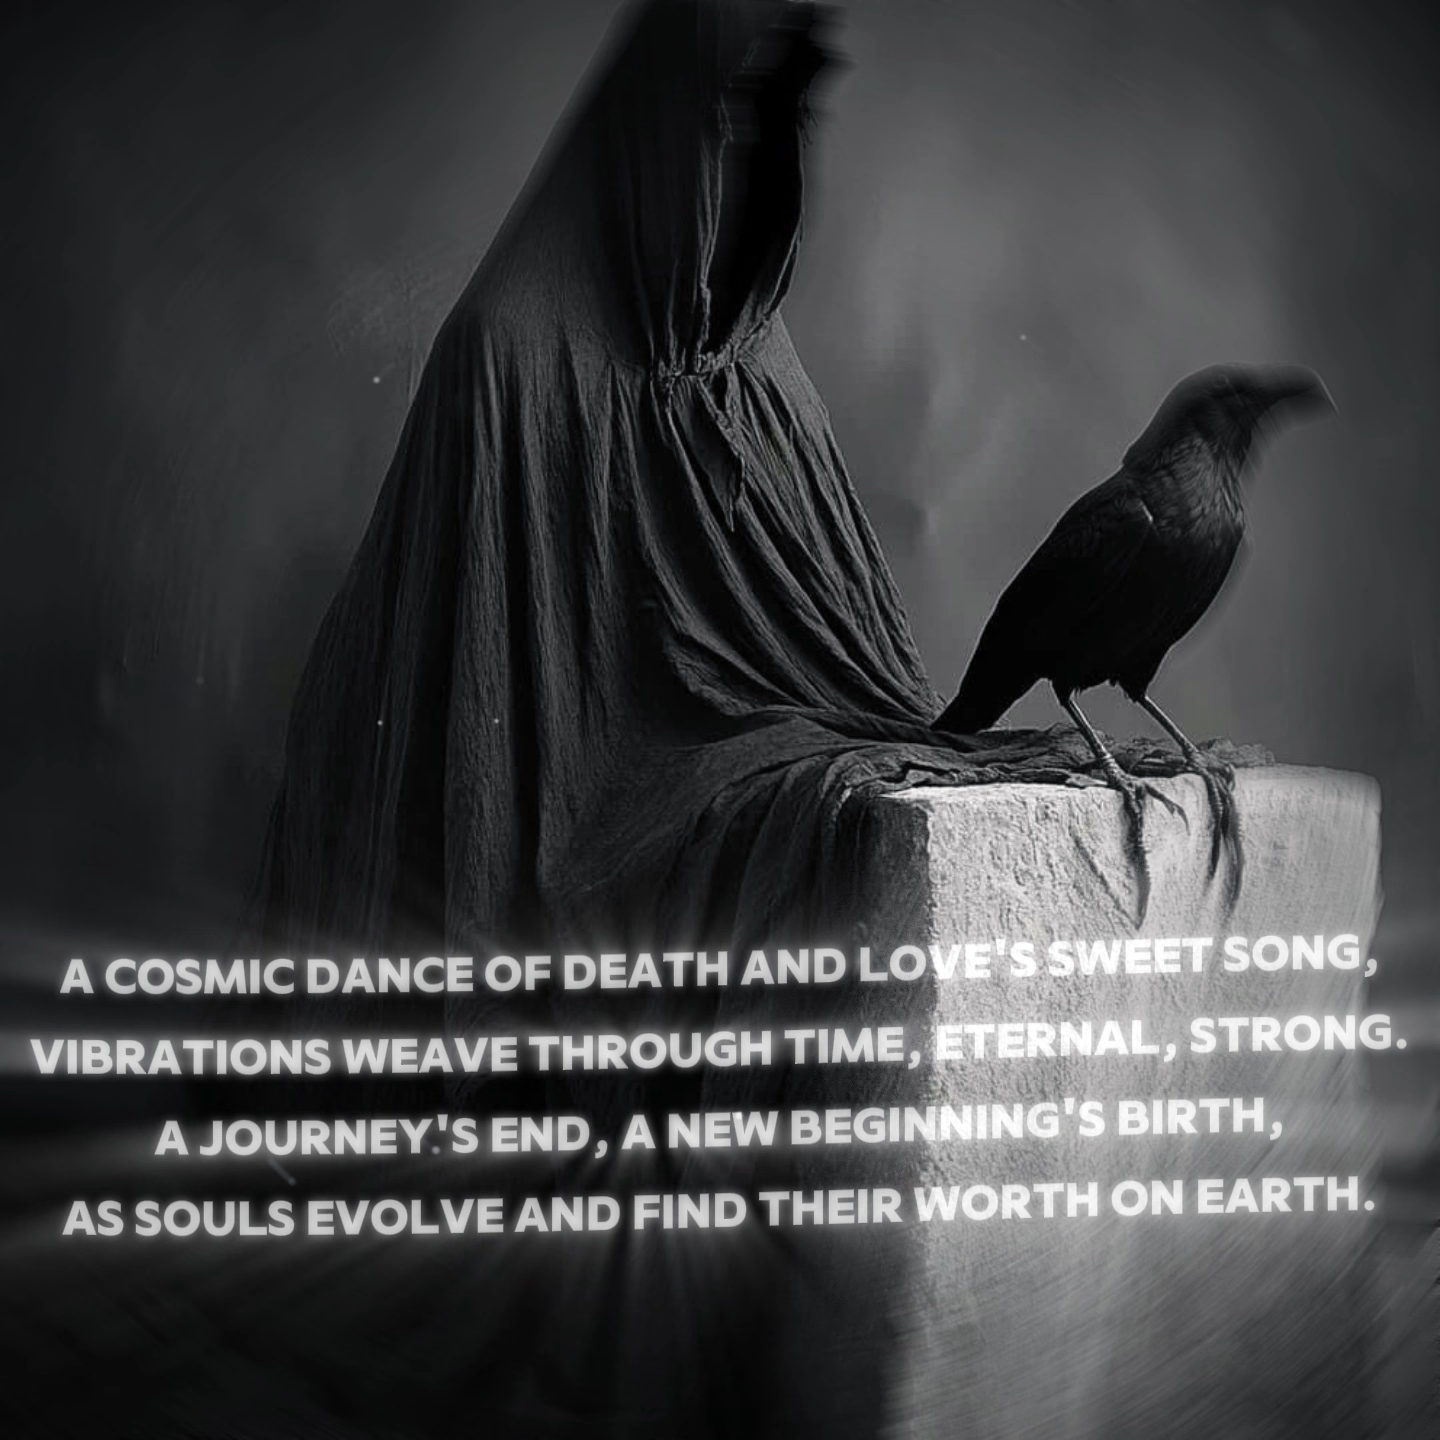 A COSMIC DANCE OF DEATH AND LOVE'S SWEET SONG,
VIBRATIONS WEAVE THROUGH TIME, ETERNAL, STRONG.
A JOURNEY'S END, A NEW BEGINNING'S BIRTH,
AS SOULS EVOLVE AND FIND THEIR WORTH ON EARTH.